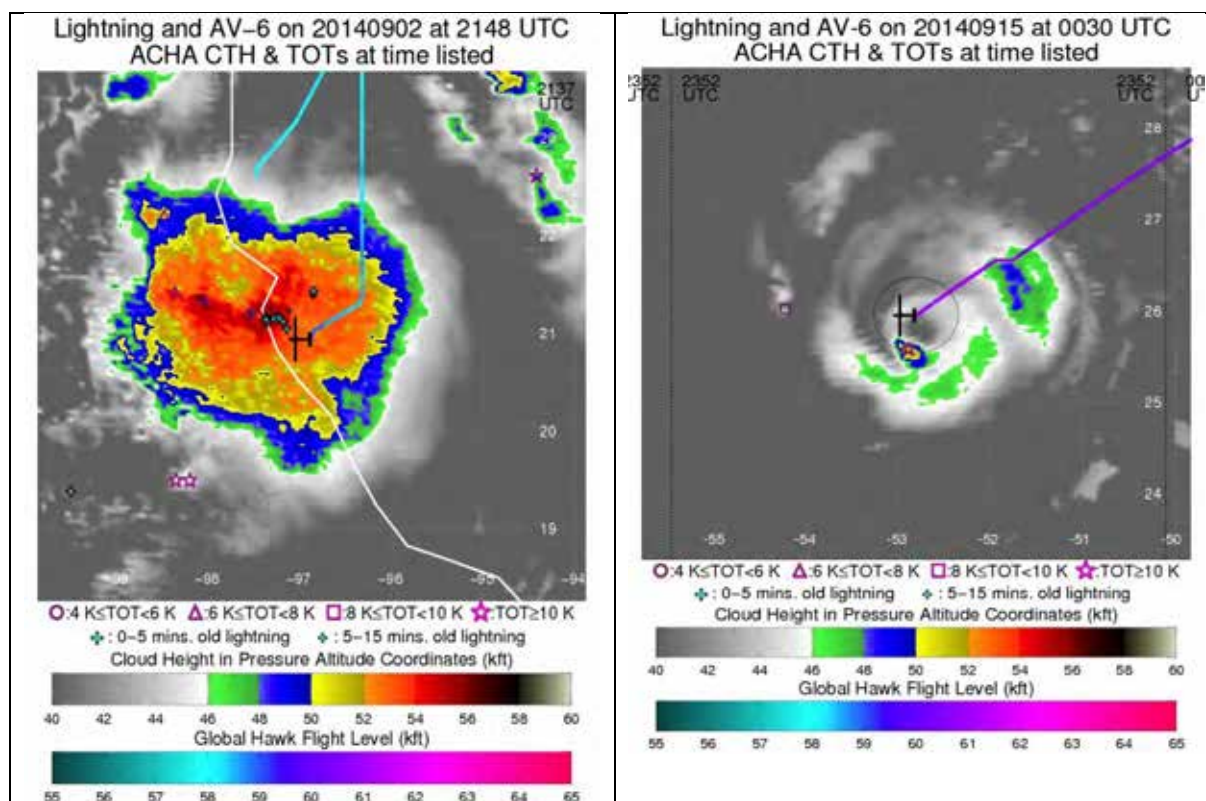 Lightning and AV-6 on 20140902 at 2148 UTC
ACHA CTH & TOTs at time listed
2137
UTC
22
21
20
19
-98 -97 -96 -95 -94
○:4 K≤TOT<6 K △:6 K≤TOT<8 K □:8 K≤TOT<10 K ☆:TOT≥10 K
: 0-5 mins. old lightning : 5-15 mins. old lightning
Cloud Height in Pressure Altitude Coordinates (kft)
40 42 44 46 48 50 52 54 56 58 60
Global Hawk Flight Level (kft)
55 56 57 58 59 60 61 62 63 64 65
Lightning and AV-6 on 20140915 at 0030 UTC
ACHA CTH & TOTs at time listed
2352 2352 2352
UTC UTC UTC
28
27
26
25
24
-55 -54 -53 -52 -51 -50
○:4 K≤TOT<6 K △:6 K≤TOT<8 K □:8 K≤TOT<10 K ☆:TOT≥10 K
: 0-5 mins. old lightning : 5-15 mins. old lightning
Cloud Height in Pressure Altitude Coordinates (kft)
40 42 44 46 48 50 52 54 56 58 60
Global Hawk Flight Level (kft)
55 56 57 58 59 60 61 62 63 64 65